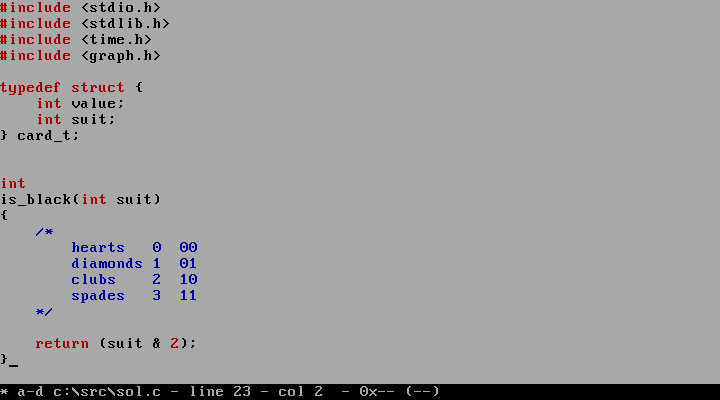 #include <stdio.h>
#include <stdlib.h>
#include <time.h>
#include <graph.h>
typedef struct {
    int value;
    int suit;
} card_t;
int
is_black(int suit)
{
    /*
        hearts   0  00
        diamonds 1  01
        clubs    2  10
        spades   3  11
    */
    return (suit & 2);
}
* a-d c:\src\sol.c - line 23 - col 2  - 0x-- (--)